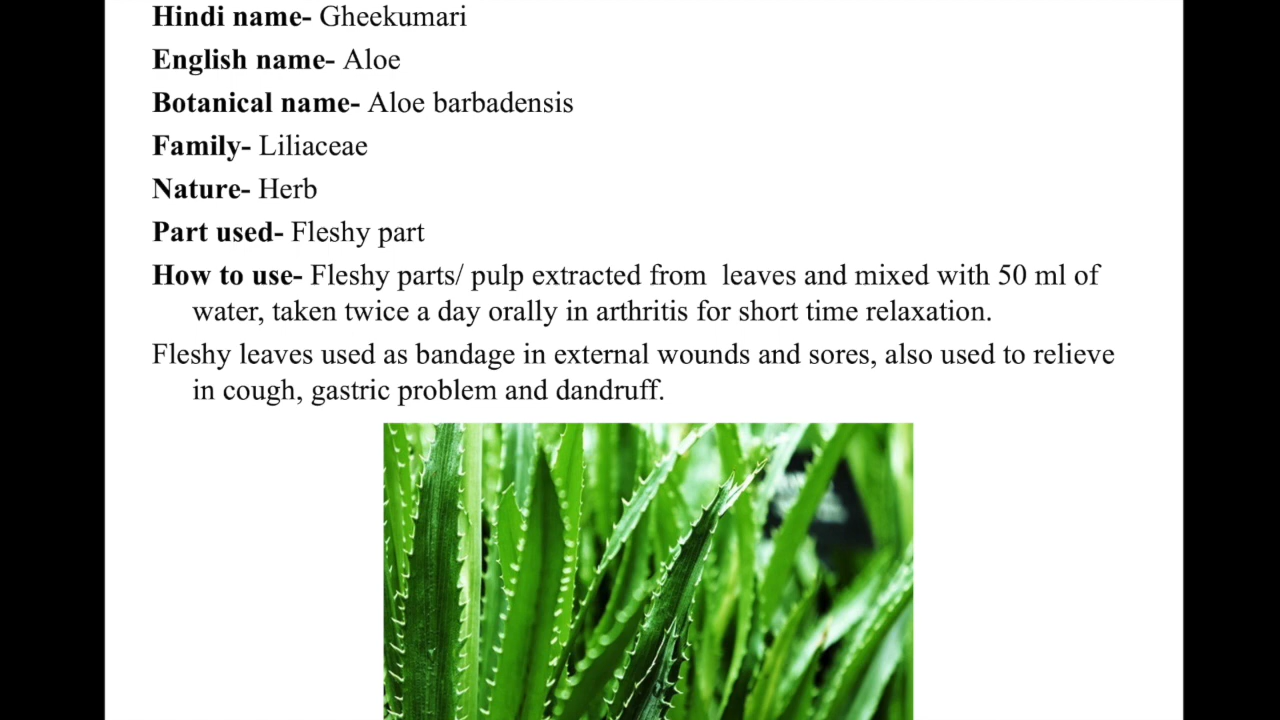 Hindi name- Gheekumari
English name- Aloe
Botanical name- Aloe barbadensis
Family- Liliaceae
Nature- Herb
Part used- Fleshy part
How to use- Fleshy parts/ pulp extracted from  leaves and mixed with 50 ml of
water, taken twice a day orally in arthritis for short time relaxation.
Fleshy leaves used as bandage in external wounds and sores, also used to relieve
in cough, gastric problem and dandruff.